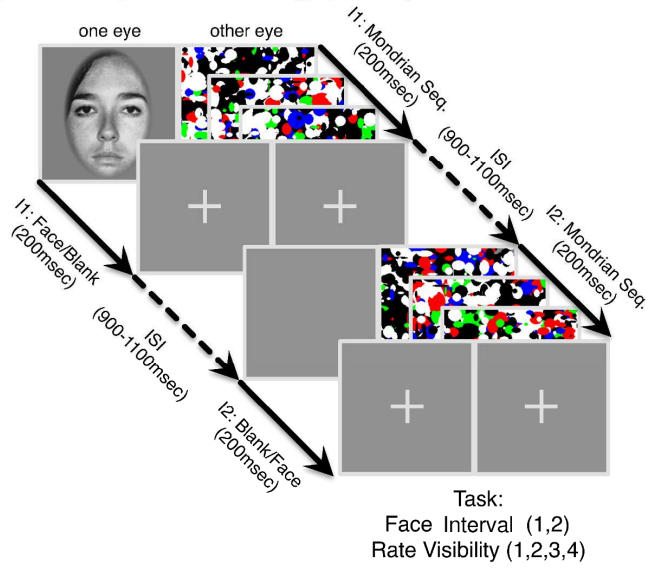 one eye
other eye
I1: Mondrian Seq.
(200msec)
ISI
(900-1100msec)
I2: Mondrian Seq.
(200msec)
I1: Face/Blank
(200msec)
ISI
(900-1100msec)
I2: Blank/Face
(200msec)
Task:
Face Interval (1,2)
Rate Visibility (1,2,3,4)